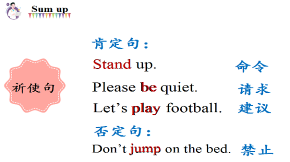 Sum up
肯定句：
Stand up. 命令
祈使句
Please be quiet. 请求
Let's play football. 建议
否定句：
Don't jump on the bed. 禁止